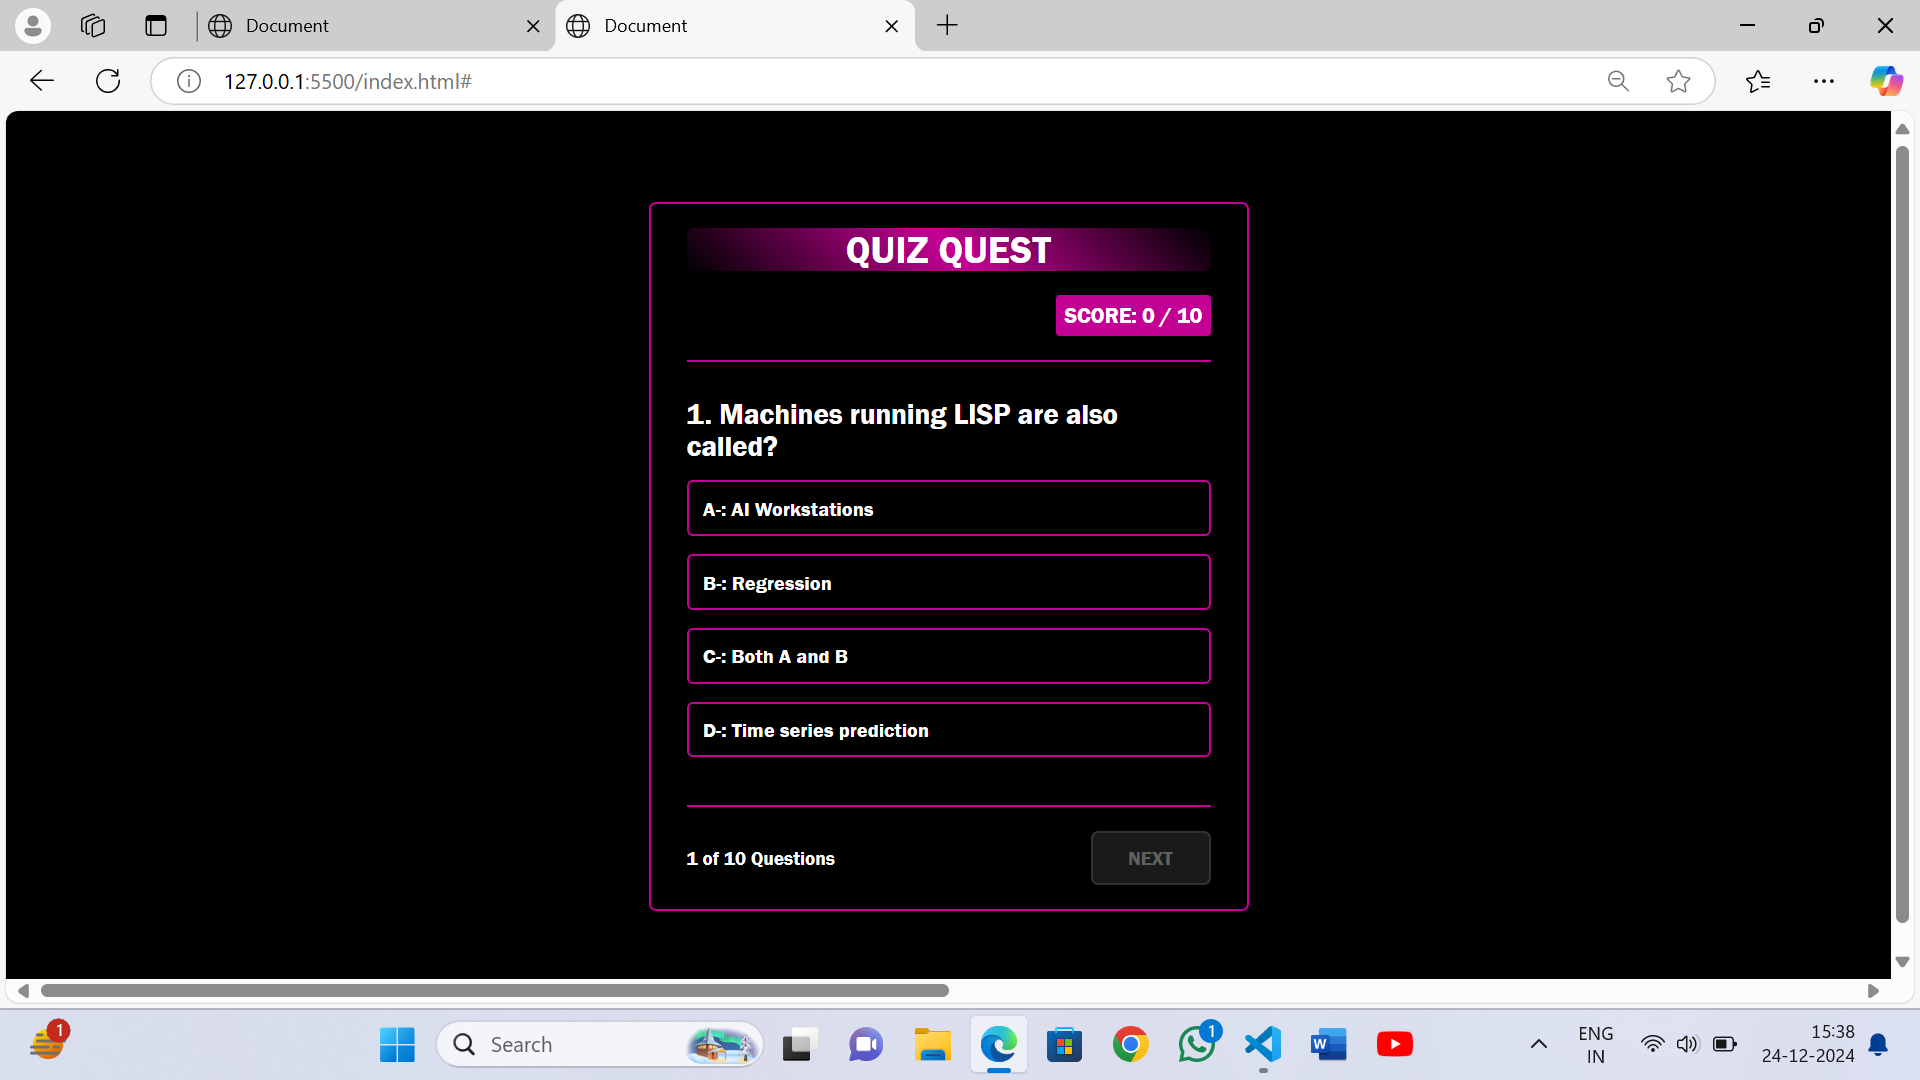 Document
Document
127.0.0.1:5500/index.html#
QUIZ QUEST
SCORE: 0 / 10
1. Machines running LISP are also
called?
A-: AI Workstations
B-: Regression
C-: Both A and B
D-: Time series prediction
1 of 10 Questions
NEXT
1
Search
1
W
ENG
IN
15:38
24-12-2024